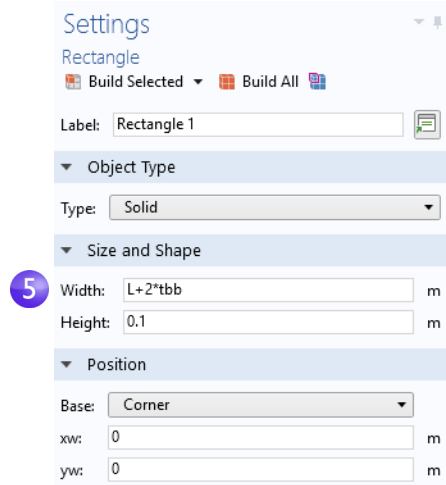 Settings
Rectangle
Build Selected Build All
Label: Rectangle 1
Object Type
Type: Solid
Size and Shape
5 Width: L+2*tbb m
Height: 0.1 m
Position
Base: Corner
xw: 0 m
yw: 0 m